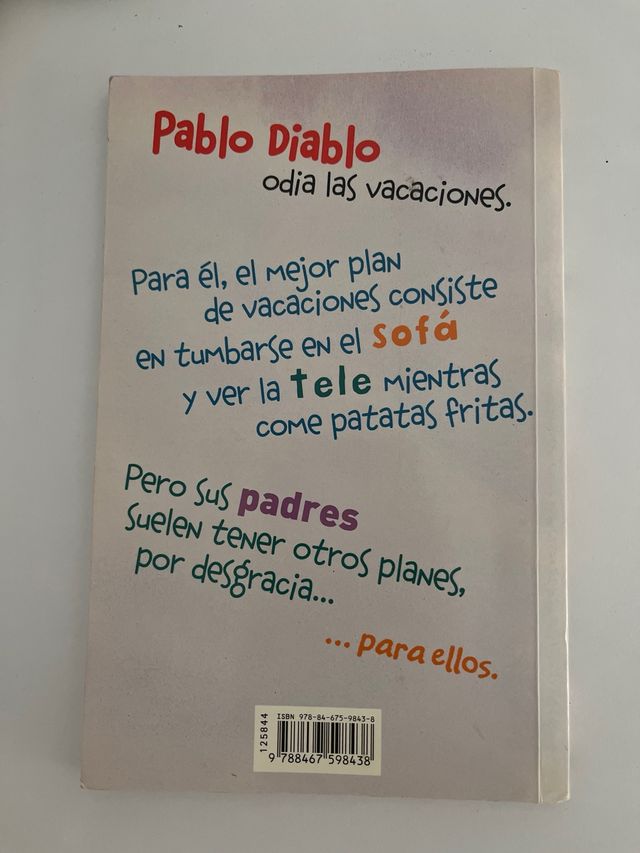 Pablo Diablo
odia las vacaciones.
Para él, el mejor plan
de vacaciones consiste
en tumbarse en el sofá
y ver la tele mientras
come patatas fritas.
Pero sus padres
suelen tener otros planes,
por desgracia...
... para ellos.
125844
ISBN 978-84-675-9843-8
9 788467 598438